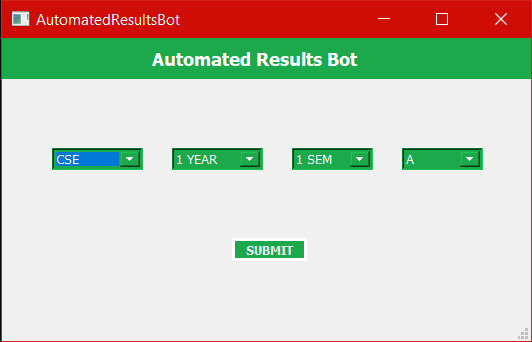 AutomatedResultsBot
Automated Results Bot
CSE 1 YEAR 1 SEM A
SUBMIT